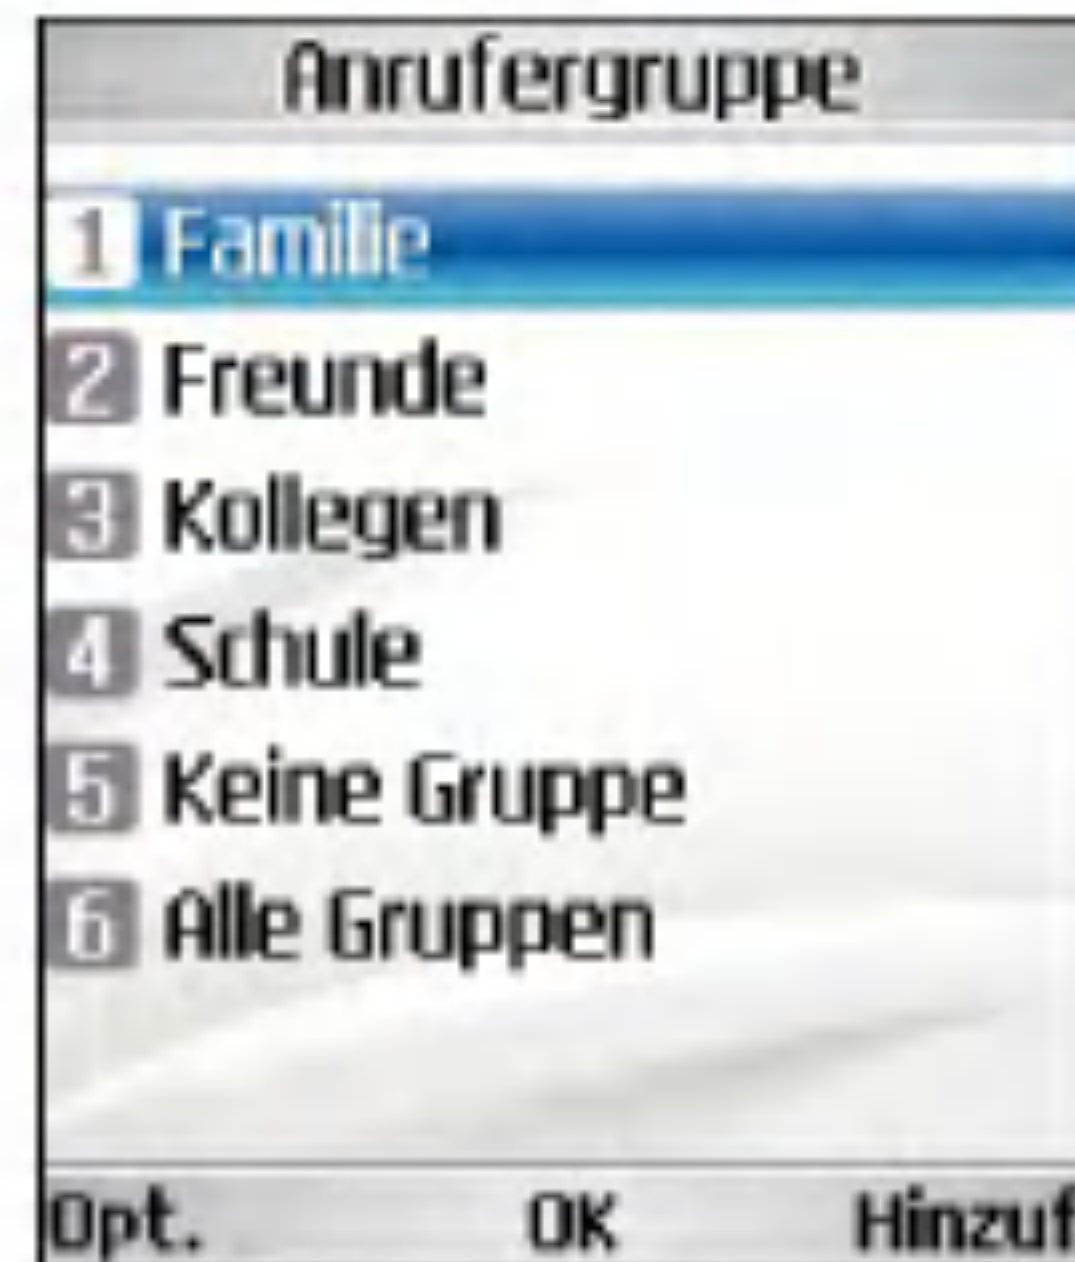 Anrufergruppe
1 Familie
2 Freunde
3 Kollegen
4 Schule
5 Keine Gruppe
6 Alle Gruppen
Opt. OK Hinzuf